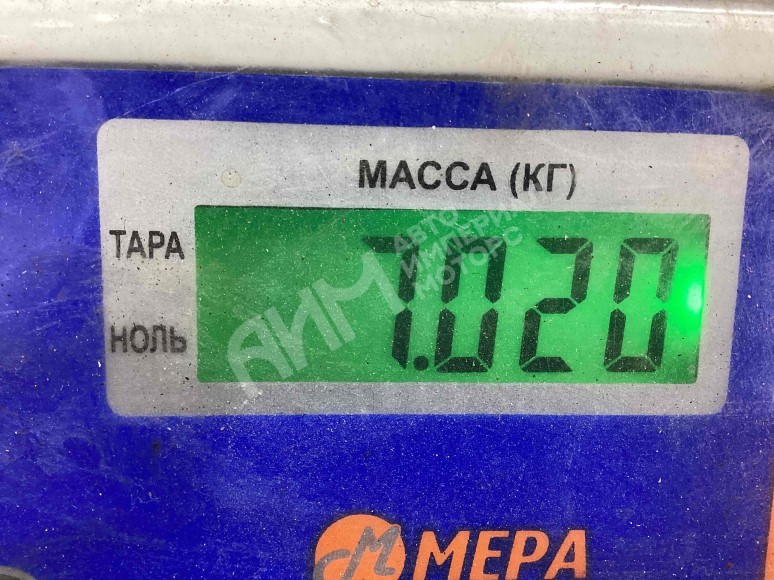 МАССА (КГ)
ТАРА
НОЛЬ
7.020
АИМ
АВТО
ИМПЕРИЯ
МОТОРС
МЕРА